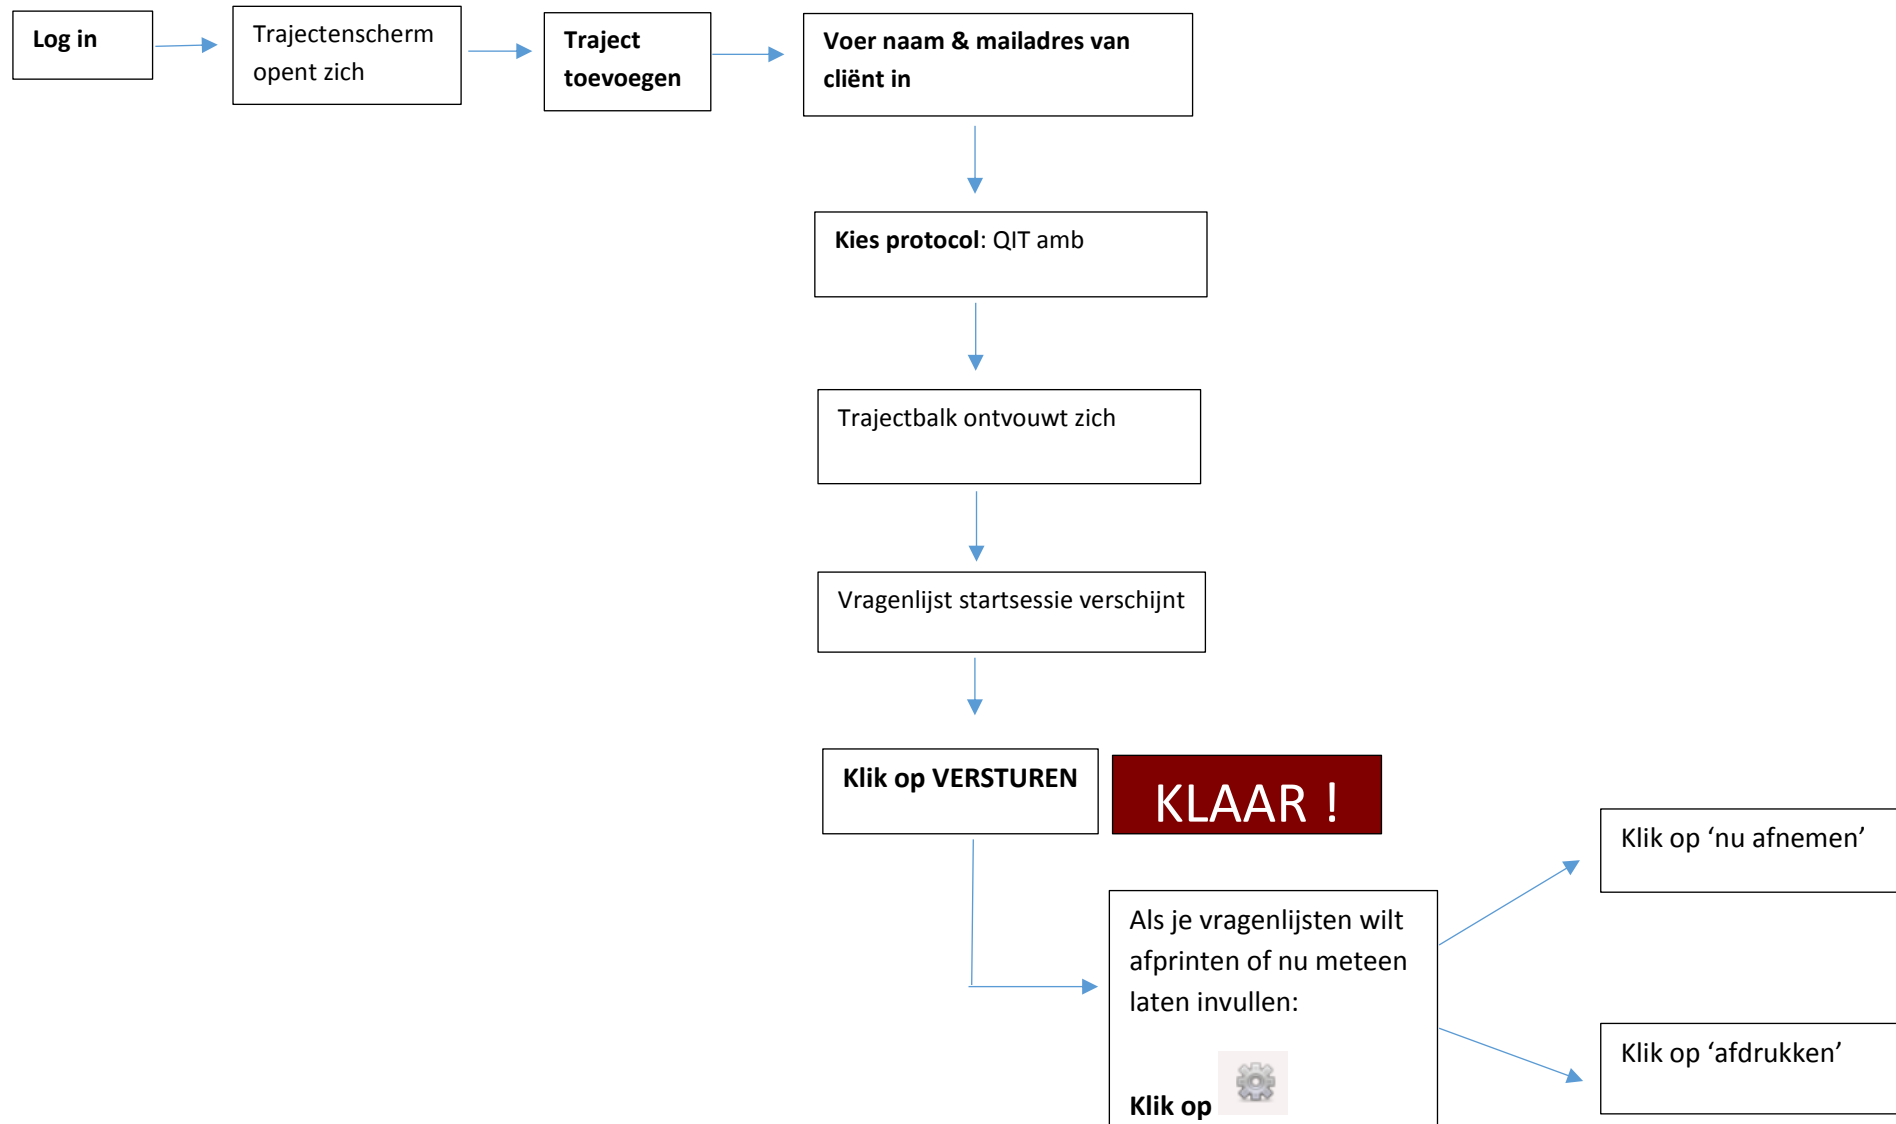 Log in
Trajectenscherm
opent zich
Traject
toevoegen
Voer naam & mailadres van
cliënt in
Kies protocol: QIT amb
Trajectbalk ontvouwt zich
Vragenlijst startsessie verschijnt
Klik op VERSTUREN
KLAAR !
Als je vragenlijsten wilt
afprinten of nu meteen
laten invullen:
Klik op
Klik op ‘nu afnemen’
Klik op ‘afdrukken’